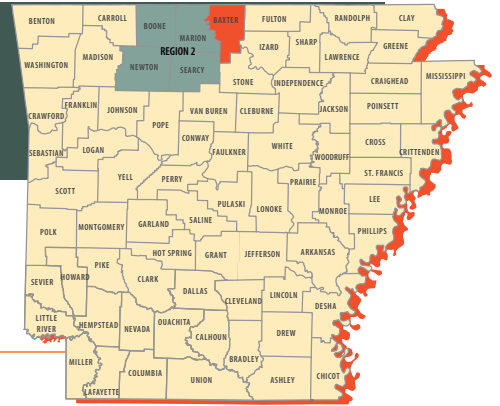 BENTON
CARROLL
BOONE
MARION
BAXTER
FULTON
RANDOLPH
CLAY
WASHINGTON
MADISON
REGION 2
NEWTON
SEARCY
IZARD
SHARP
LAWRENCE
GREENE
STONE
INDEPENDENCE
CRAIGHEAD
MISSISSIPPI
CRAWFORD
FRANKLIN
JOHNSON
POPE
VAN BUREN
CLEBURNE
JACKSON
POINSETT
SEBASTIAN
LOGAN
CONWAY
FAULKNER
WHITE
WOODRUFF
CROSS
CRITTENDEN
SCOTT
YELL
PERRY
PULASKI
LONOKE
PRAIRIE
MONROE
ST. FRANCIS
LEE
PHILLIPS
POLK
MONTGOMERY
GARLAND
SALINE
HOT SPRING
GRANT
JEFFERSON
ARKANSAS
SEVIER
HOWARD
PIKE
CLARK
DALLAS
CLEVELAND
LINCOLN
DESHA
LITTLE
RIVER
HEMPSTEAD
NEVADA
OUACHITA
CALHOUN
BRADLEY
DREW
MILLER
LAFAYETTE
COLUMBIA
UNION
ASHLEY
CHICOT